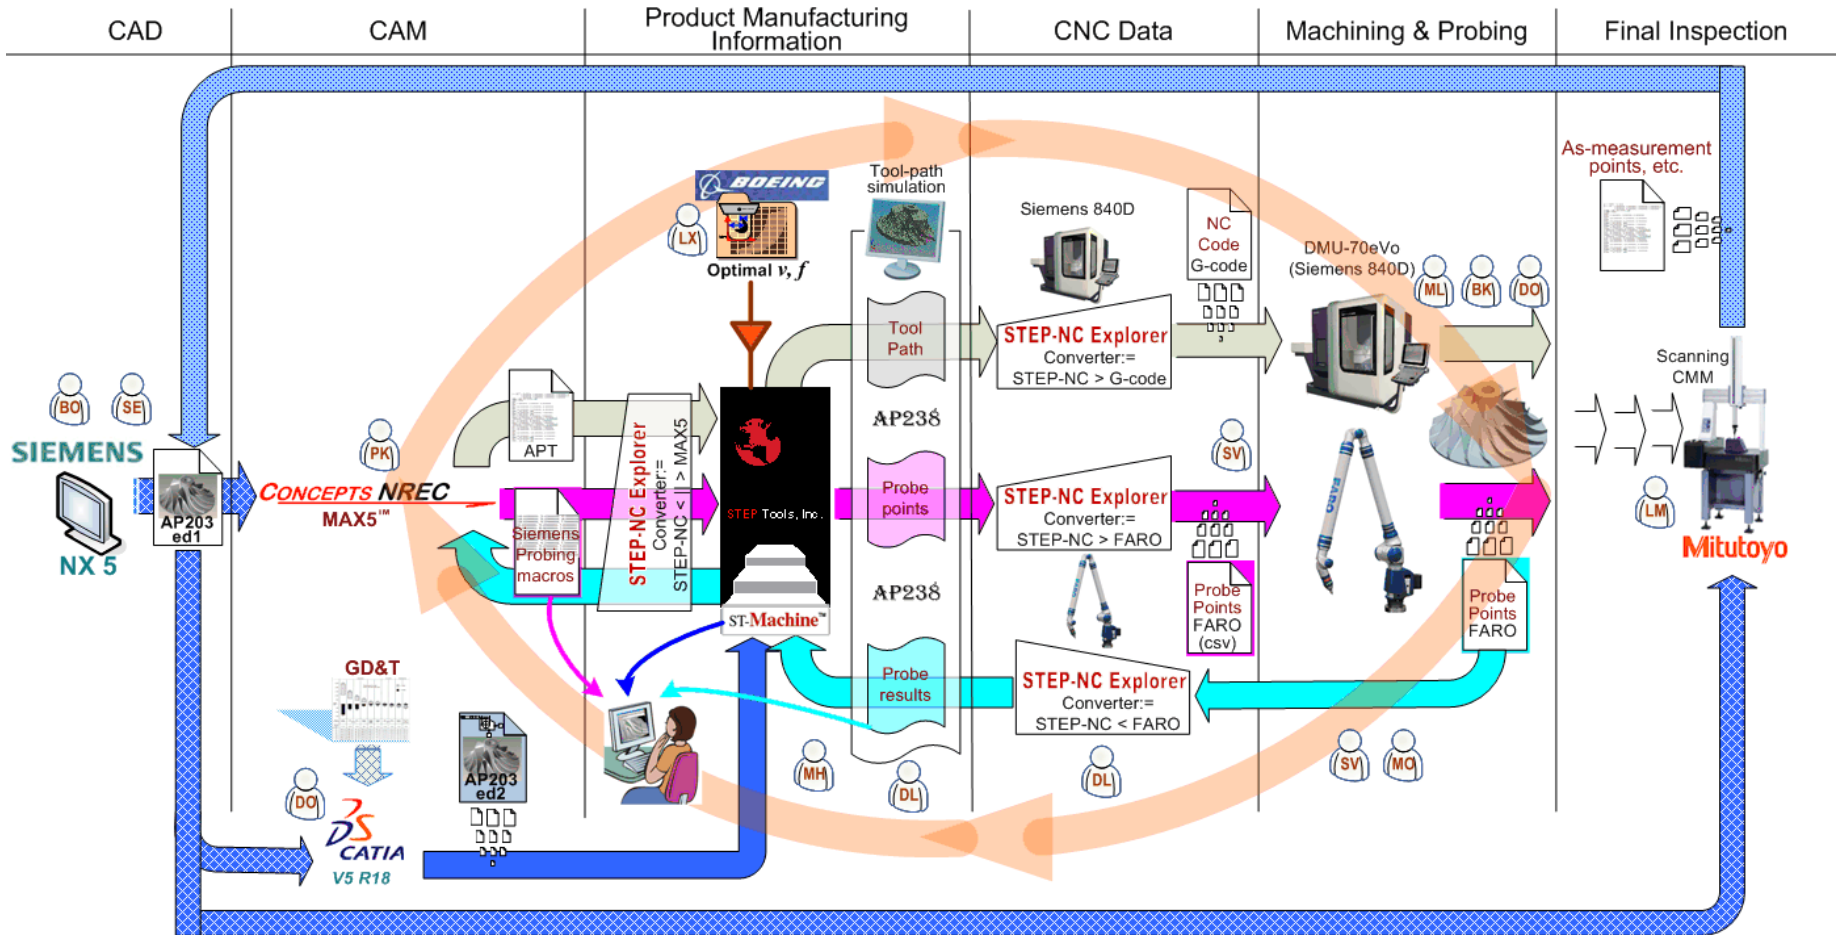 CAD
CAM
Product Manufacturing
Information
CNC Data
Machining & Probing
Final Inspection
BO
SE
SIEMENS
NX 5
AP203
ed1
PK
CONCEPTS NREC
MAX5™
APT
Siemens
Probing
macros
STEP-NC Explorer
Converter:=
STEP-NC < || > MAX5
GD&T
DO
DS
CATIA
V5 R18
AP203
ed2
BOEING
LX
Optimal v, f
STEP Tools, Inc.
ST-Machine™
Tool-path
simulation
Tool
Path
AP238
Probe
points
AP238
Probe
results
MH
DL
Siemens 840D
NC
Code
G-code
STEP-NC Explorer
Converter:=
STEP-NC > G-code
SV
STEP-NC Explorer
Converter:=
STEP-NC > FARO
Probe
Points
FARO
(csv)
STEP-NC Explorer
Converter:=
STEP-NC < FARO
DL
DMU-70eVo
(Siemens 840D)
ML
BK
DO
FARO
Probe
Points
FARO
SV
MO
As-measurement
points, etc.
Scanning
CMM
LM
Mitutoyo